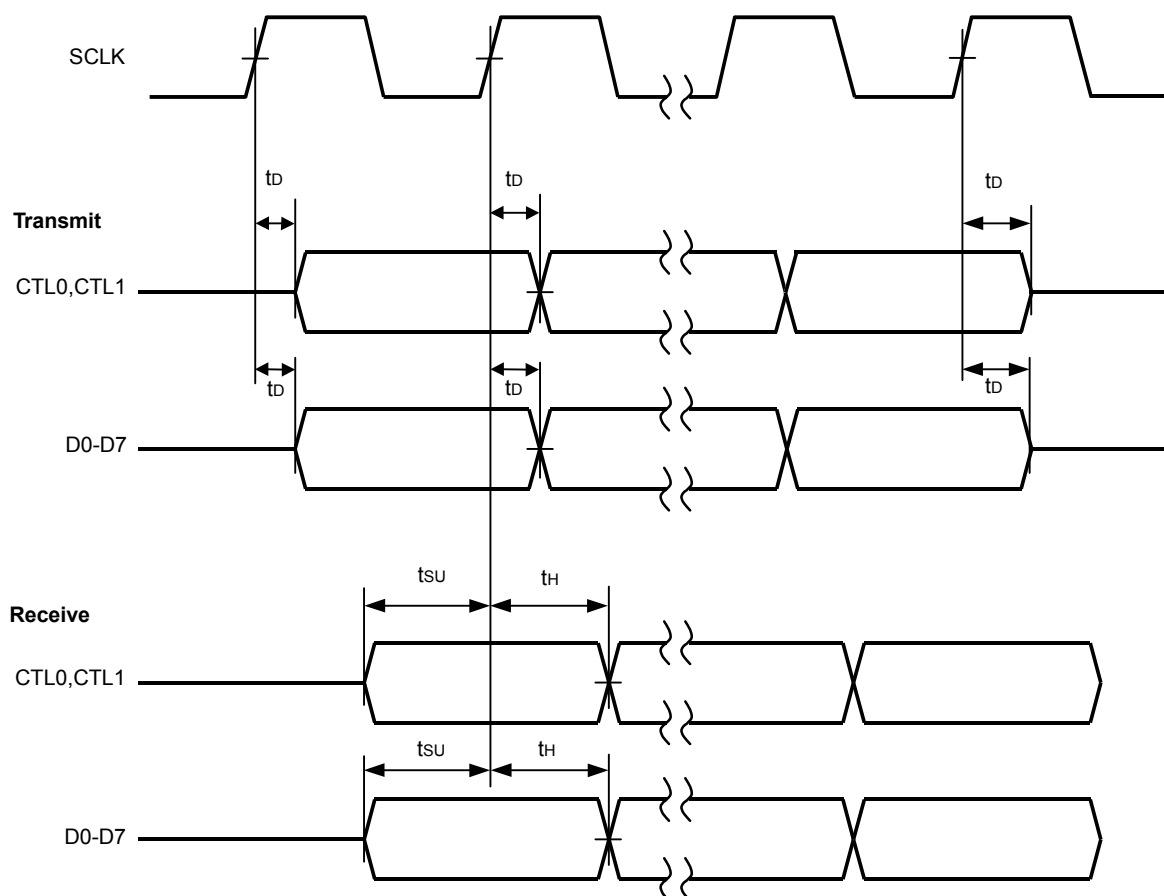 SCLK
tD tD tD
Transmit
CTL0,CTL1
tD tD tD
D0-D7
tSU tH
Receive
CTL0,CTL1
tSU tH
D0-D7